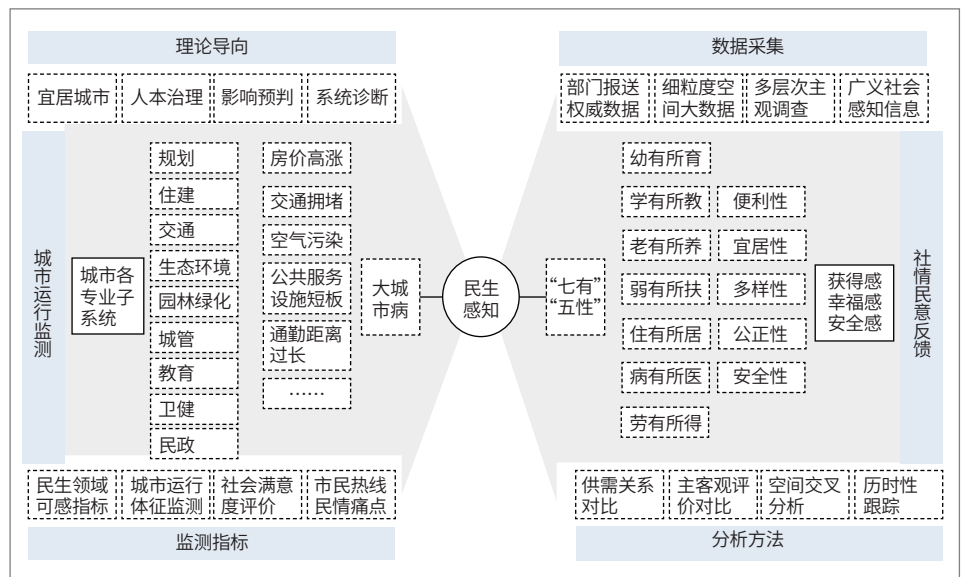 理论导向
宜居城市
人本治理
影响预判
系统诊断
数据采集
部门报送
权威数据
细粒度空
间大数据
多层次主
观调查
广义社会
感知信息
城市运行监测
城市各
专业子
系统
规划
住建
交通
生态环境
园林绿化
城管
教育
卫健
民政
房价高涨
交通拥堵
空气污染
公共服务
设施短板
通勤距离
过长
……
大城
市病
民生
感知
“七有”
“五性”
幼有所育
学有所教
老有所养
弱有所扶
住有所居
病有所医
劳有所得
便利性
宜居性
多样性
公正性
安全性
获得感
幸福感
安全感
社情民意反馈
民生领域
可感指标
城市运行
体征监测
社会满意
度评价
市民热线
民情痛点
监测指标
供需关系
对比
主客观评
价对比
空间交叉
分析
历时性
跟踪
分析方法